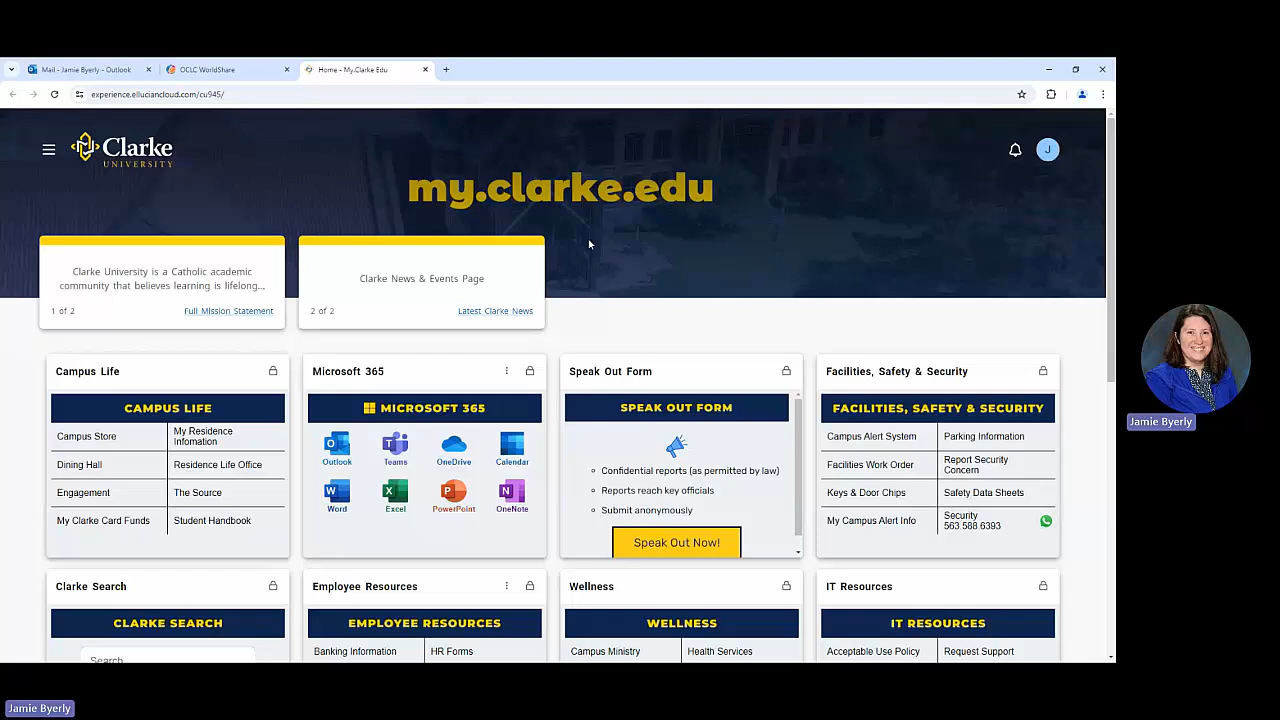 Mail - Jamie Byerly - Outlook
OCLC WorldShare
Home - My.Clarke Edu
experience.elluciancloud.com/cu945/
Clarke
UNIVERSITY
J
my.clarke.edu
Clarke University is a Catholic academic
community that believes learning is lifelong...
1 of 2
Full Mission Statement
Clarke News & Events Page
2 of 2
Latest Clarke News
Campus Life
CAMPUS LIFE
Campus Store
My Residence
Infomation
Dining Hall
Residence Life Office
Engagement
The Source
My Clarke Card Funds
Student Handbook
Microsoft 365
MICROSOFT 365
Outlook
Teams
OneDrive
Calendar
Word
Excel
PowerPoint
OneNote
Speak Out Form
SPEAK OUT FORM
Confidential reports (as permitted by law)
Reports reach key officials
Submit anonymously
Speak Out Now!
Facilities, Safety & Security
FACILITIES, SAFETY & SECURITY
Campus Alert System
Parking Information
Facilities Work Order
Report Security
Concern
Keys & Door Chips
Safety Data Sheets
My Campus Alert Info
Security
563 588 6393
Clarke Search
CLARKE SEARCH
Search
Employee Resources
EMPLOYEE RESOURCES
Banking Information
HR Forms
Wellness
WELLNESS
Campus Ministry
Health Services
IT Resources
IT RESOURCES
Acceptable Use Policy
Request Support
Jamie Byerly
Jamie Byerly